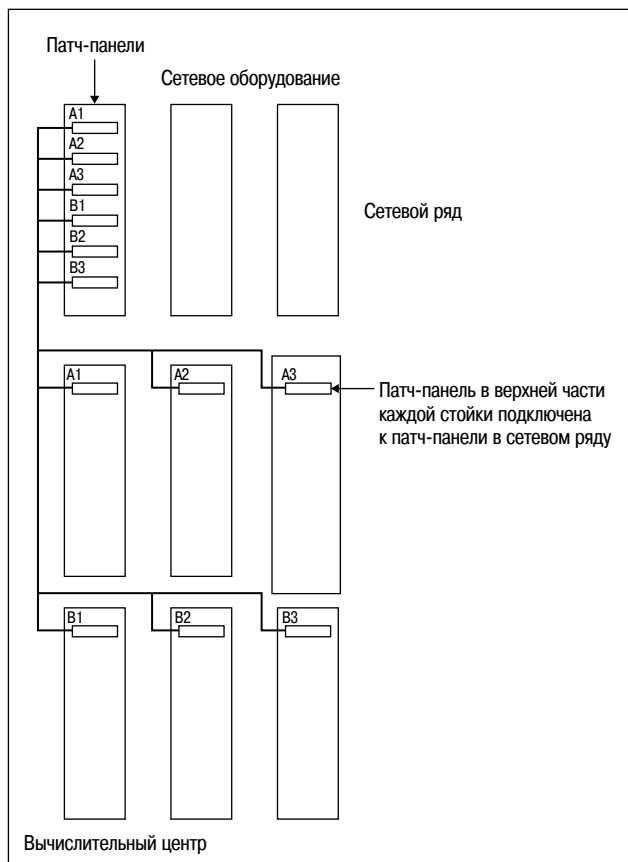 Патч-панели
Сетевое оборудование
A1
A2
A3
B1
B2
B3
Сетевой ряд
A1
A2
A3
Патч-панель в верхней части
каждой стойки подключена
к патч-панели в сетевом ряду
B1
B2
B3
Вычислительный центр